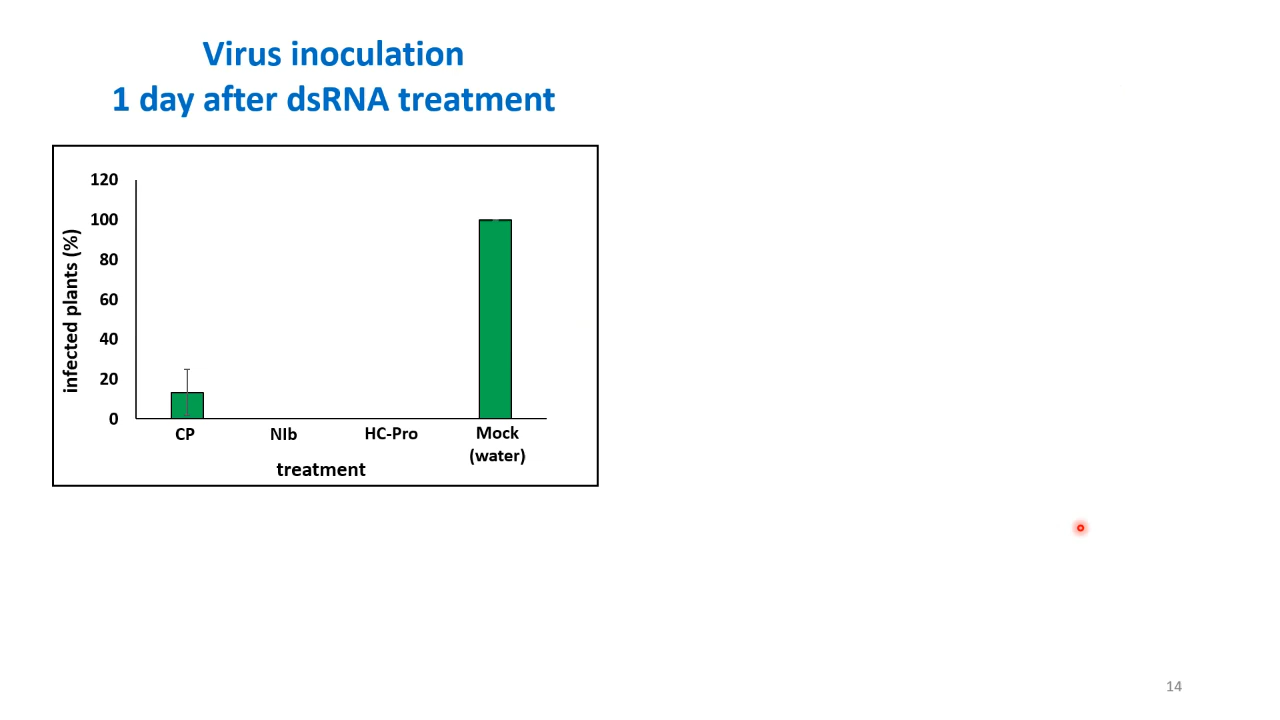 Virus inoculation
1 day after dsRNA treatment
120
100
80
60
40
20
0
infected plants (%)
CP
NIb
HC-Pro
Mock
(water)
treatment
14